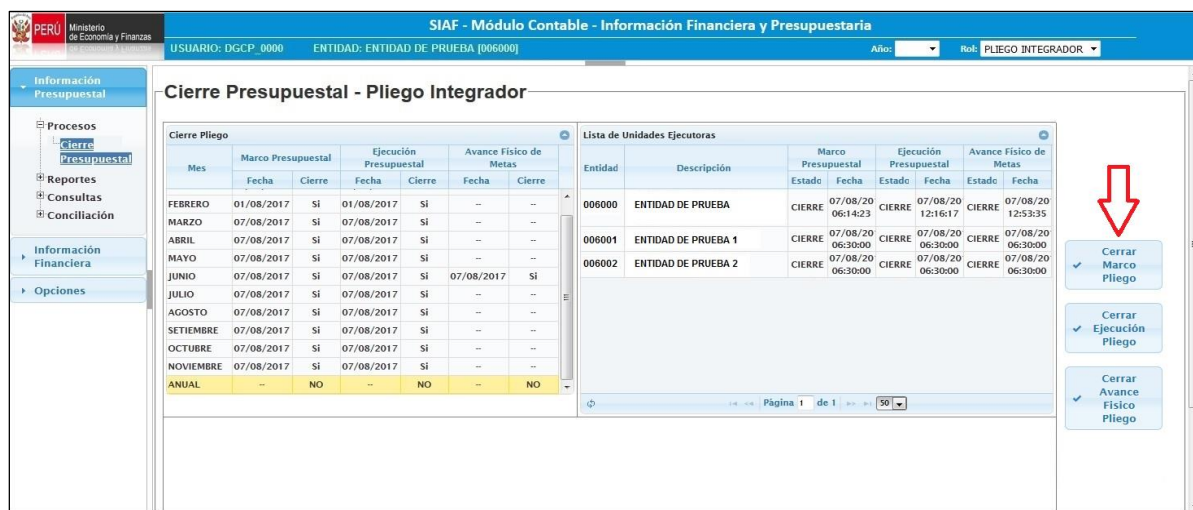 PERÚ Ministerio de Economía y Finanzas
SIAF - Módulo Contable - Información Financiera y Presupuestaria
USUARIO: DGCP_0000 ENTIDAD: ENTIDAD DE PRUEBA [006000] Año: Rol: PLIEGO INTEGRADOR
Información Presupuestal
Procesos
Cierre Presupuestal
Reportes
Consultas
Conciliación
Información Financiera
Opciones
Cierre Presupuestal - Pliego Integrador
Cierre Pliego
Mes Marco Presupuestal Ejecución Presupuestal Avance Físico de Metas
Fecha Cierre Fecha Cierre Fecha Cierre
FEBRERO 01/08/2017 Si 01/08/2017 Si -- --
MARZO 07/08/2017 Si 07/08/2017 Si -- --
ABRIL 07/08/2017 Si 07/08/2017 Si -- --
MAYO 07/08/2017 Si 07/08/2017 Si -- --
JUNIO 07/08/2017 Si 07/08/2017 Si 07/08/2017 Si
JULIO 07/08/2017 Si 07/08/2017 Si -- --
AGOSTO 07/08/2017 Si 07/08/2017 Si -- --
SETIEMBRE 07/08/2017 Si 07/08/2017 Si -- --
OCTUBRE 07/08/2017 Si 07/08/2017 Si -- --
NOVIEMBRE 07/08/2017 Si 07/08/2017 Si -- --
ANUAL -- NO -- NO -- NO
Lista de Unidades Ejecutoras
Entidad Descripción Marco Presupuestal Ejecución Presupuestal Avance Físico de Metas
Estado Fecha Estado Fecha Estado Fecha
006000 ENTIDAD DE PRUEBA CIERRE 07/08/20 06:14:23 CIERRE 07/08/20 12:16:17 CIERRE 07/08/20 12:53:35
006001 ENTIDAD DE PRUEBA 1 CIERRE 07/08/20 06:30:00 CIERRE 07/08/20 06:30:00 CIERRE 07/08/20 06:30:00
006002 ENTIDAD DE PRUEBA 2 CIERRE 07/08/20 06:30:00 CIERRE 07/08/20 06:30:00 CIERRE 07/08/20 06:30:00
Página 1 de 1 50
Cerrar Marco Pliego
Cerrar Ejecución Pliego
Cerrar Avance Fisico Pliego